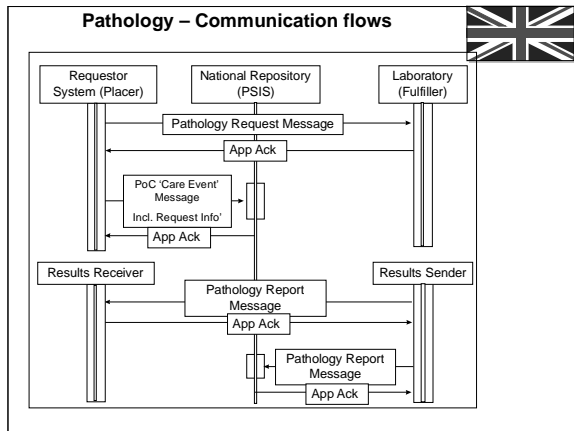 Pathology – Communication flows
Requestor
System (Placer)
National Repository
(PSIS)
Laboratory
(Fulfiller)
Pathology Request Message
App Ack
PoC ‘Care Event’
Message
Incl. Request Info’
App Ack
Results Receiver
Results Sender
Pathology Report
Message
App Ack
Pathology Report
Message
App Ack